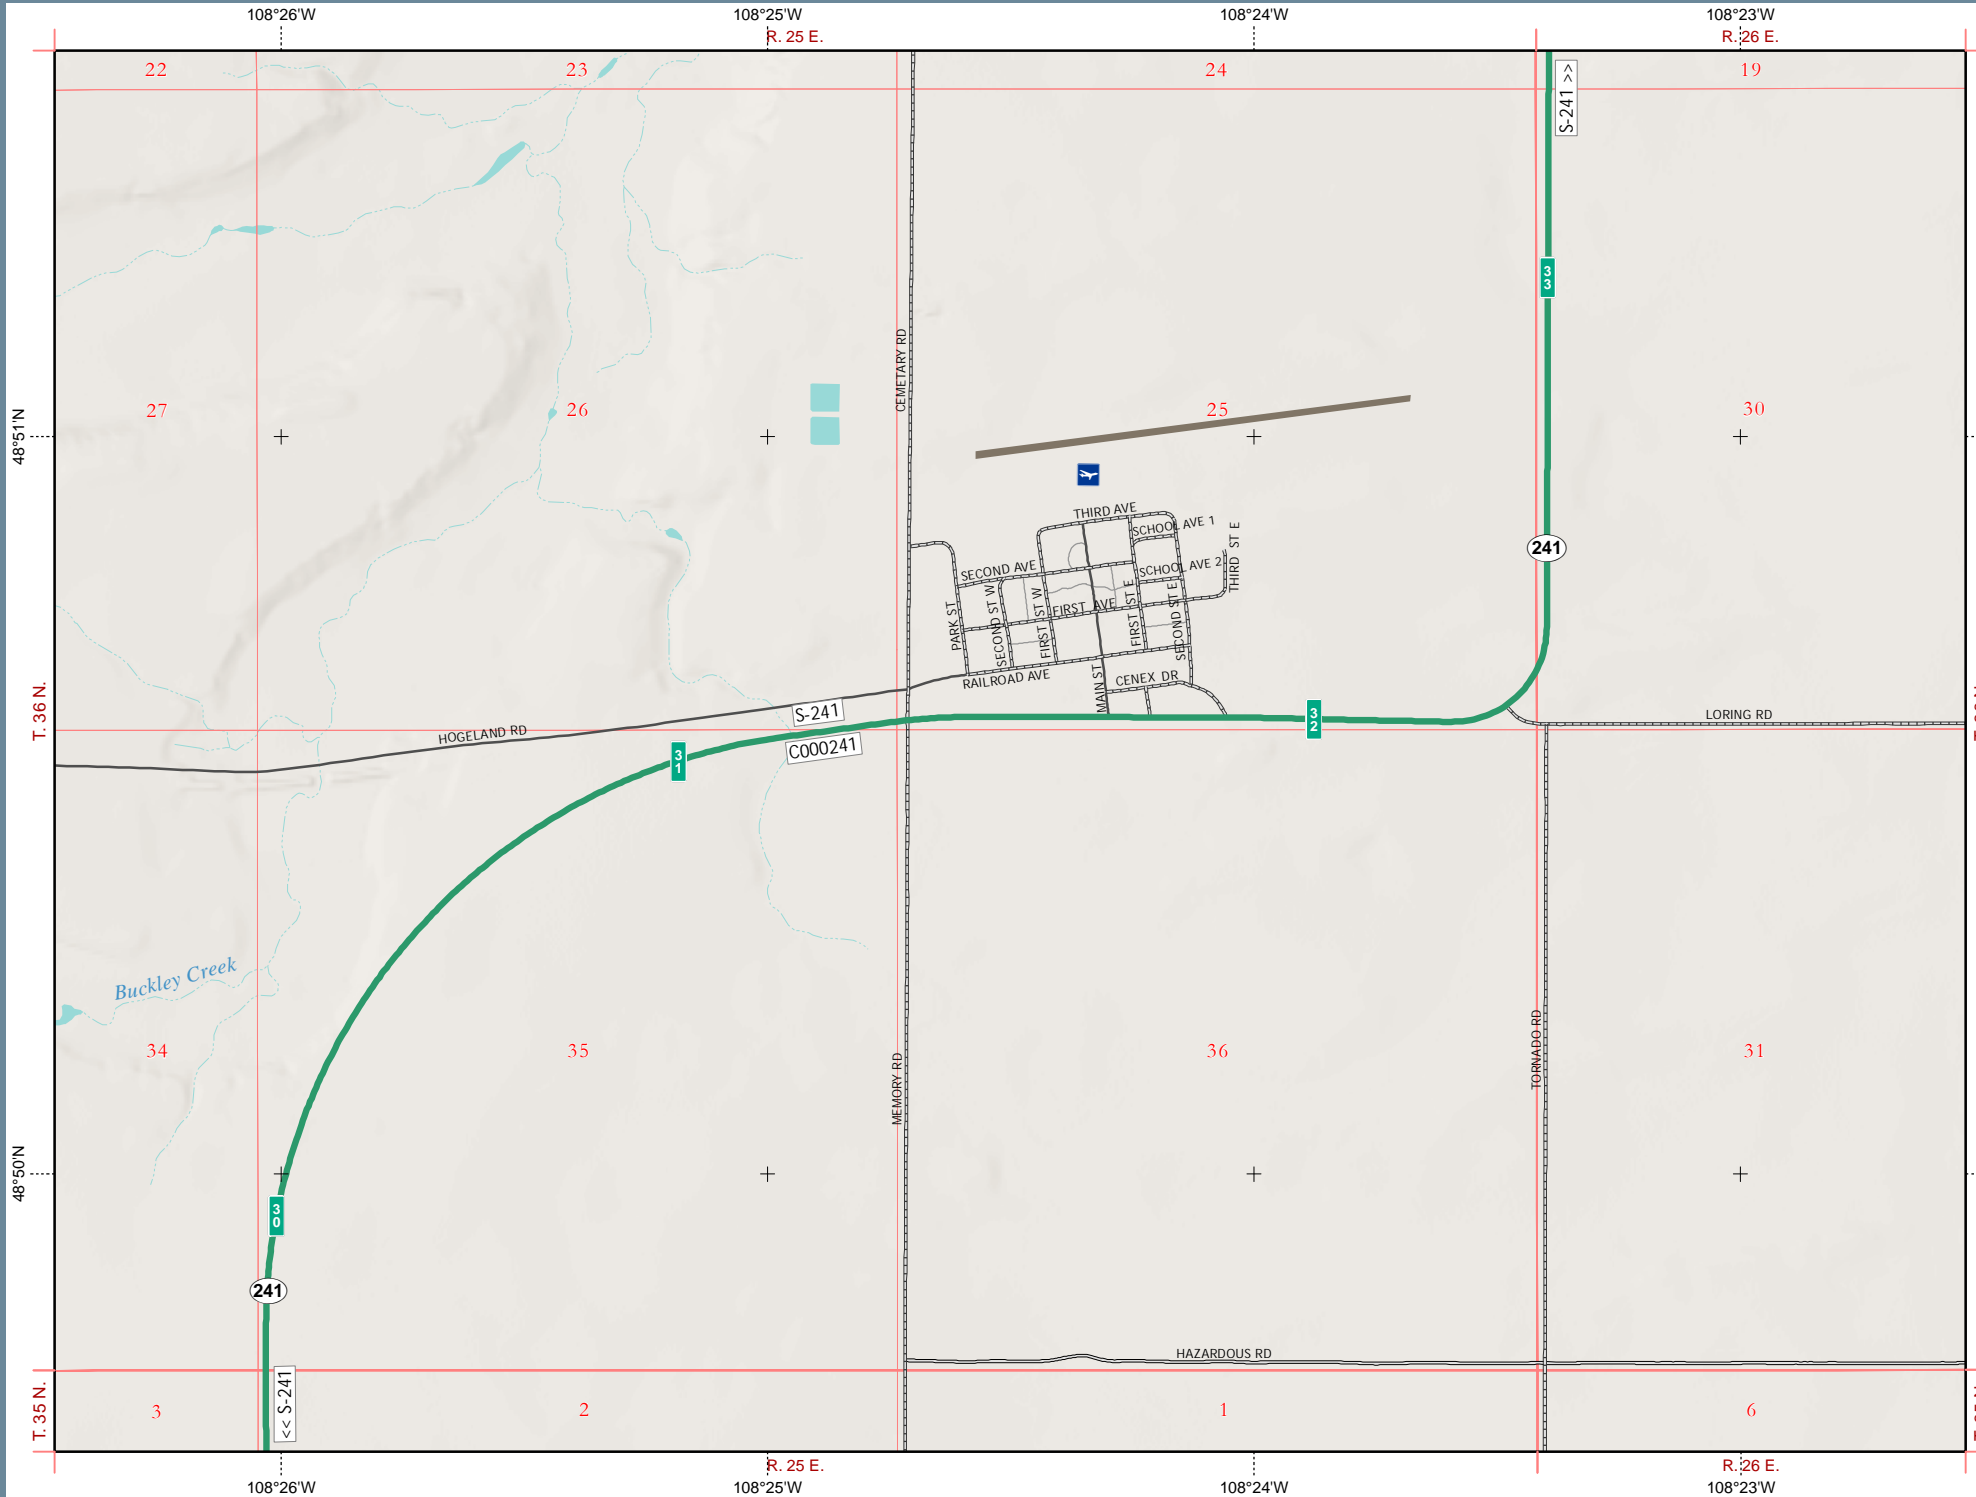 108°26'W
108°25'W
108°24'W
108°23'W
R. 25 E.
R. 26 E.
22
23
24
19
S-241 >>
33
CEMETARY RD
48°51'N
27
26
25
30
THIRD AVE
SCHOOL AVE 1
THIRD ST E
241
SECOND AVE
SCHOOL AVE 2
PARK ST
SECOND ST W
FIRST ST W
FIRST AVE
FIRST ST E
SECOND ST E
RAILROAD AVE
MAIN ST
CENEX DR
T. 36 N.
S-241
HOGELAND RD
C000241
31
32
LORING RD
Buckley Creek
34
35
36
31
MEMORY RD
TORNADO RD
48°50'N
30
241
HAZARDOUS RD
<< S-241
T. 35 N.
3
2
1
6
R. 25 E.
R. 26 E.
108°26'W
108°25'W
108°24'W
108°23'W